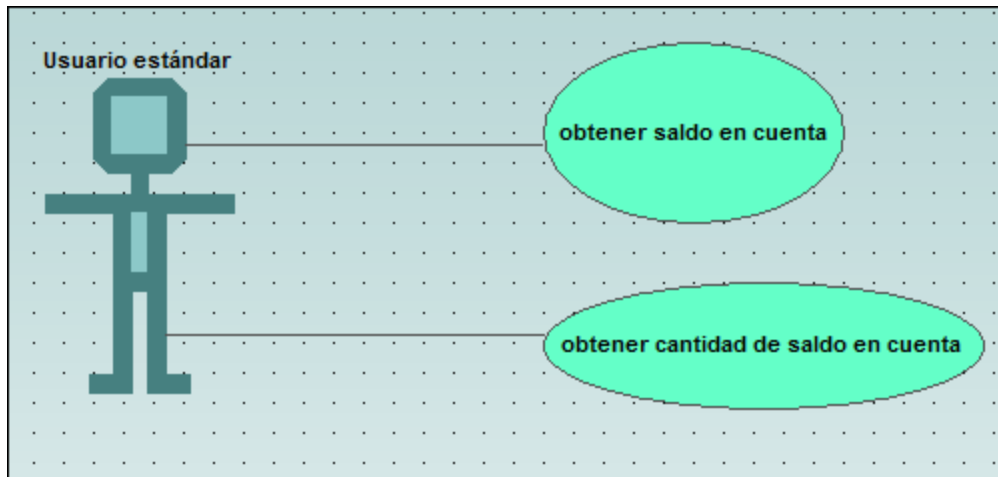 Usuario estándar
obtener saldo en cuenta
obtener cantidad de saldo en cuenta